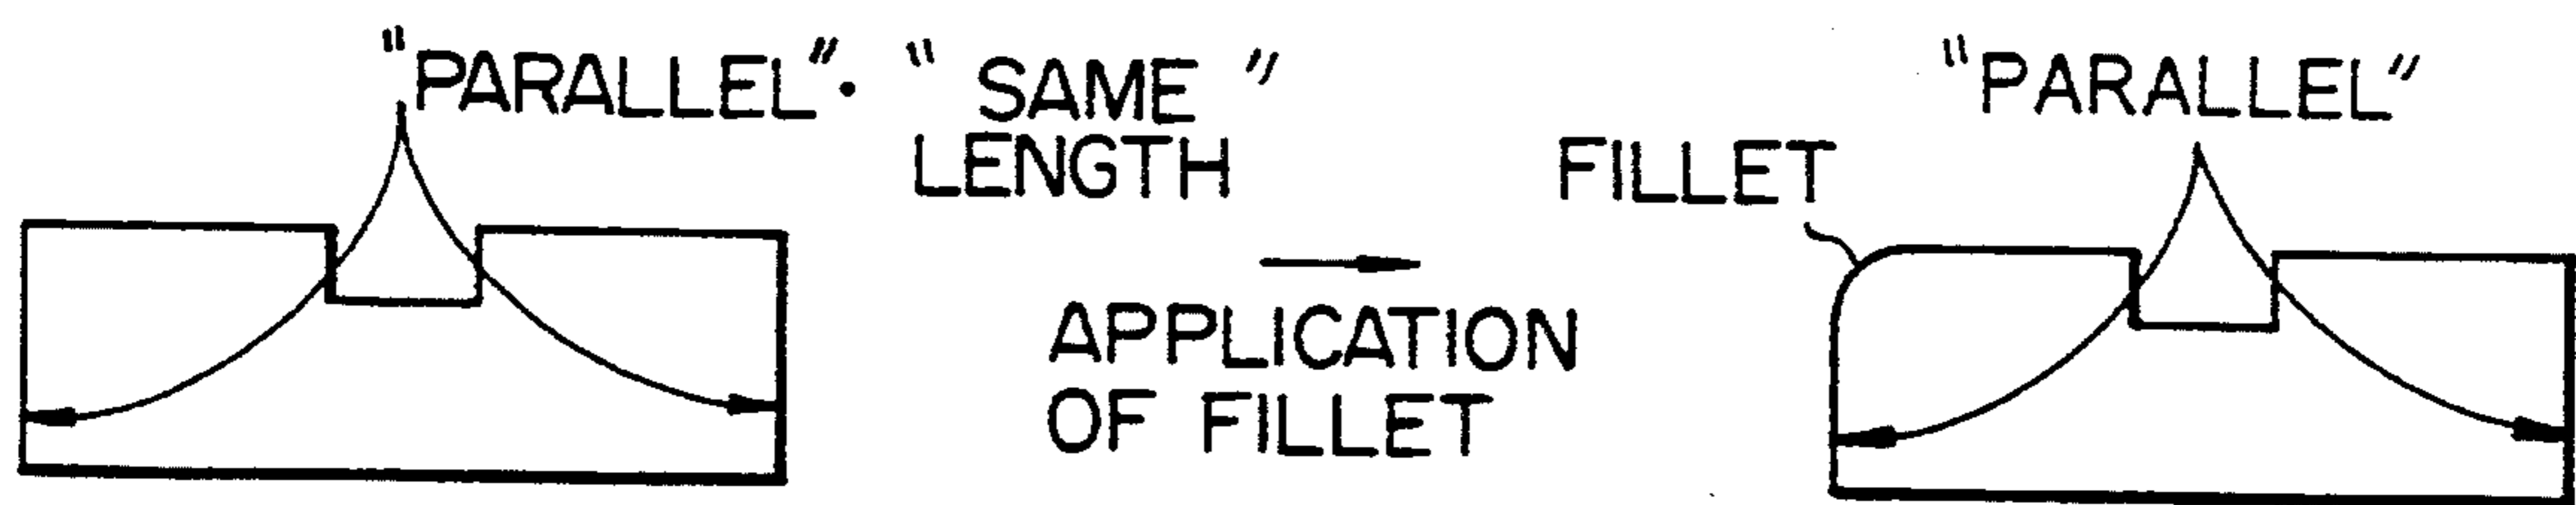 "PARALLEL"· " SAME "
LENGTH
APPLICATION
OF FILLET
FILLET
"PARALLEL"